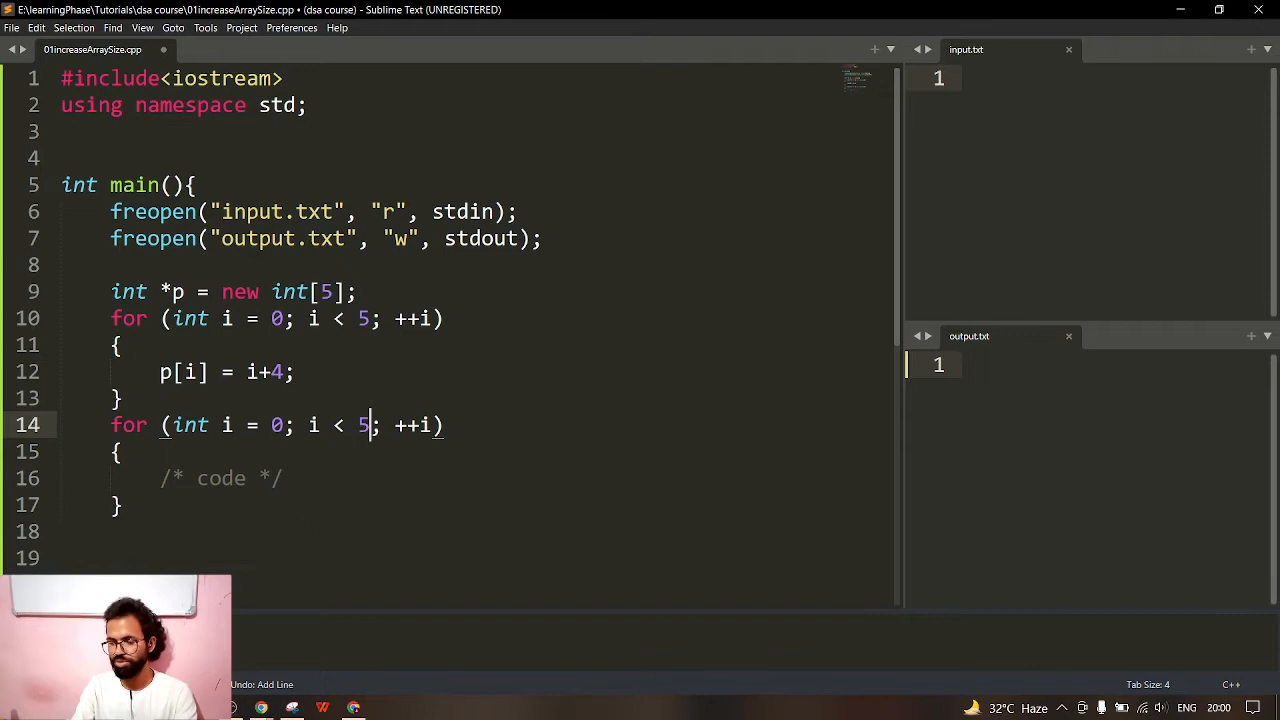 E:\learningPhase\Tutorials\dsa course\01increaseArraySize.cpp (dsa course) • - Sublime Text (UNREGISTERED)
File Edit Selection Find View Goto Tools Project Preferences Help
01increaseArraySize.cpp
1 #include<iostream>
2 using namespace std;
3
4
5 int main(){
6 freopen("input.txt", "r", stdin);
7 freopen("output.txt", "w", stdout);
8
9 int *p = new int[5];
10 for (int i = 0; i < 5; ++i)
11 {
12 p[i] = i+4;
13 }
14 for (int i = 0; i < 5; ++i)
15 {
16 /* code */
17 }
18
19
input.txt
1
output.txt
1
Undo: Add Line
Tab Size: 4
C++
32°C Haze
ENG
20:00